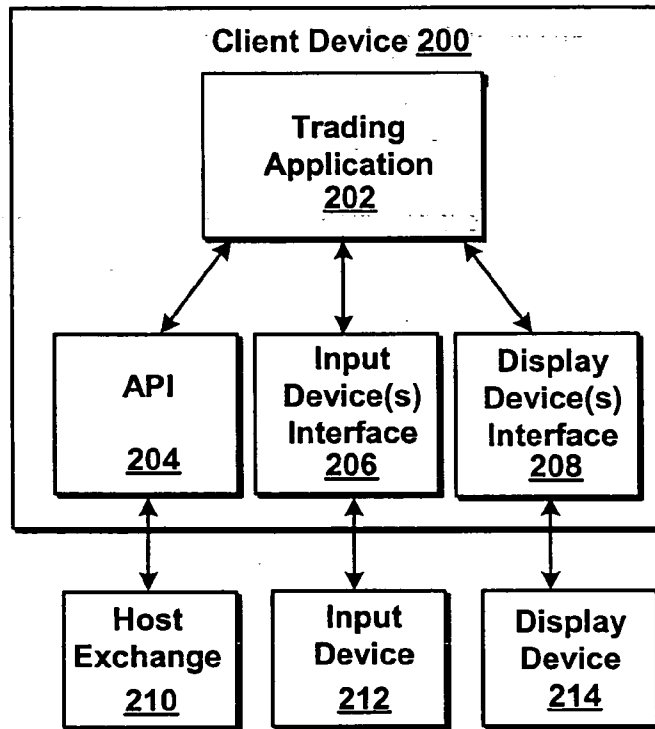 Client Device 200
Trading
Application
202
API
204
Input
Device(s)
Interface
206
Display
Device(s)
Interface
208
Host
Exchange
210
Input
Device
212
Display
Device
214